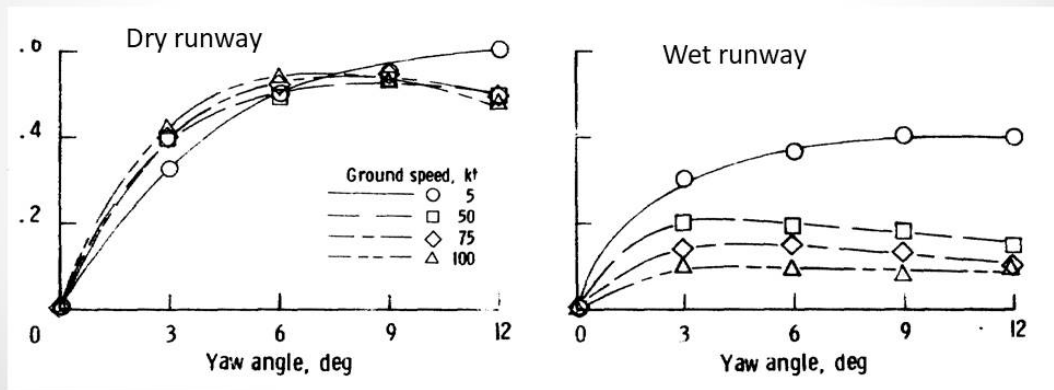 Dry runway
.6
.4
.2
0 3 6 9 12
Yaw angle, deg
Ground speed, kt
5
50
75
100
Wet runway
0 3 6 9 12
Yaw angle, deg